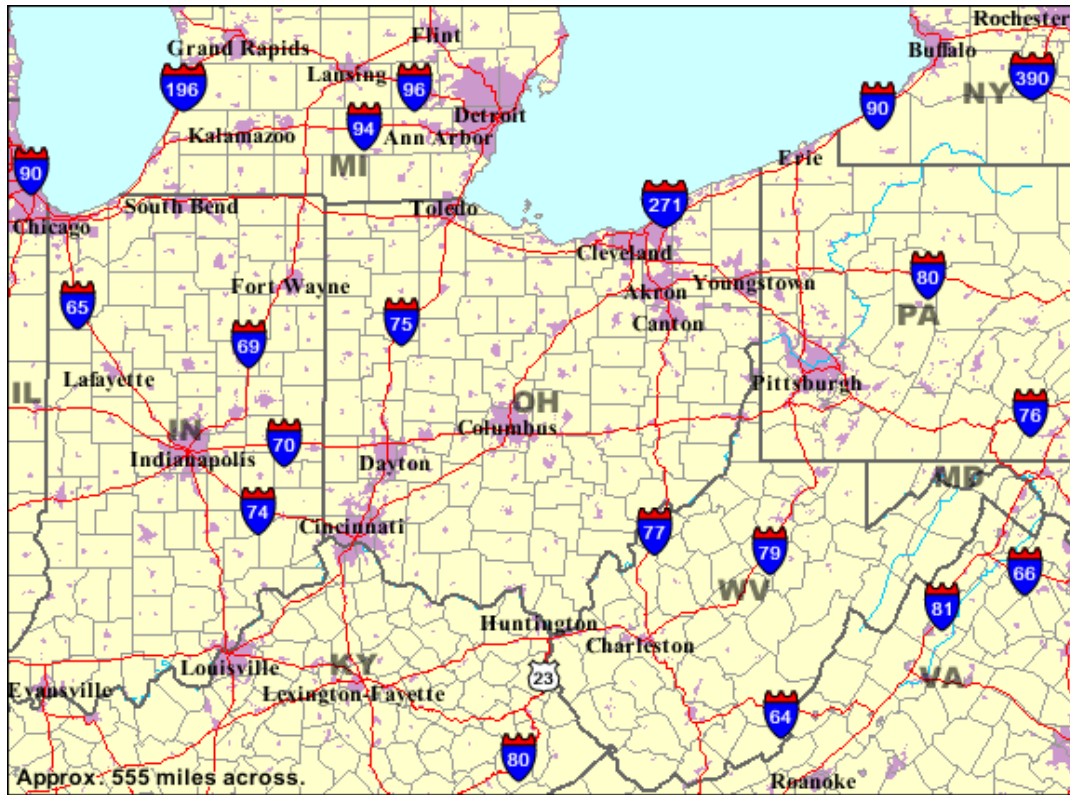 Rochester
Flint
Grand Rapids
Buffalo
Lansing
196
96
390
NY
90
Detroit
94
Kalamazoo
Ann Arbor
MI
Erie
90
South Bend
271
Toledo
Chicago
Cleveland
80
Youngstown
Fort Wayne
Akron
65
PA
Canton
75
69
Lafayette
Pittsburgh
IL
OH
76
IN
Columbus
70
Indianapolis
Dayton
MD
74
Cincinnati
77
79
66
WV
81
Huntington
Charleston
Louisville
KY
23
VA
Evansville
Lexington-Fayette
64
80
Approx. 555 miles across.
Roanoke